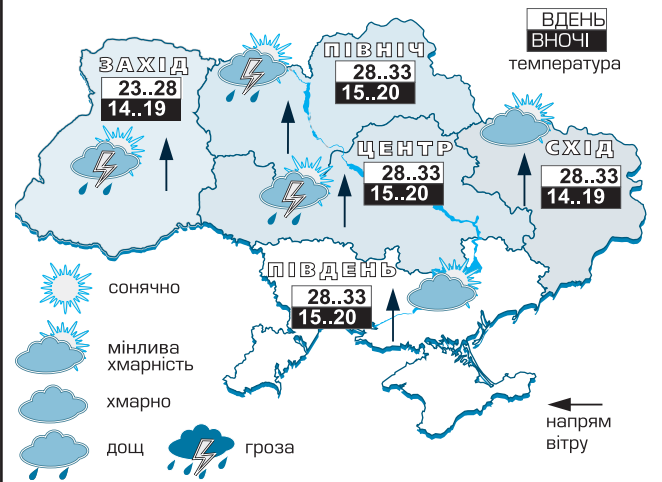 ВДЕНЬ
ВНОЧІ
температура
ПІВНІЧ
28..33
15..20
ЗАХІД
23..28
14..19
ЦЕНТР
28..33
15..20
СХІД
28..33
14..19
ПІВДЕНЬ
28..33
15..20
сонячно
мінлива
хмарність
хмарно
дощ
гроза
напрям
вітру